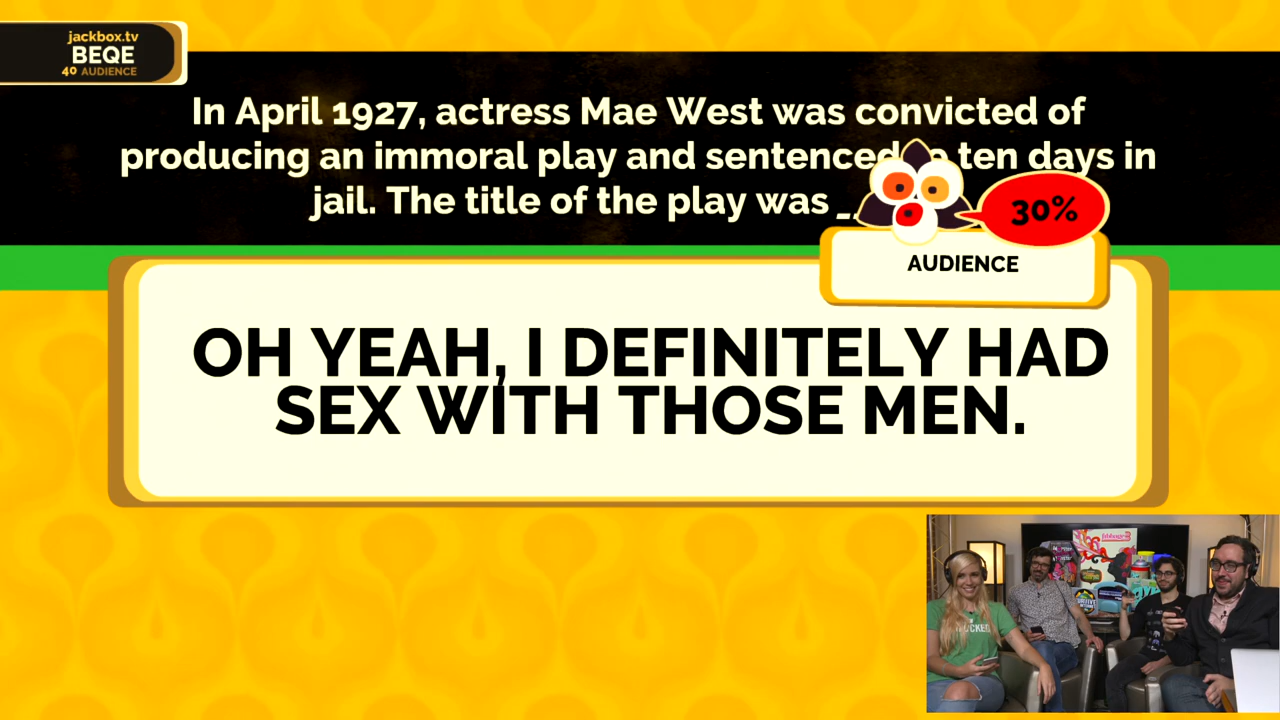 jackbox.tv
BEQE
40 AUDIENCE
In April 1927, actress Mae West was convicted of
producing an immoral play and sentenced ten days in
jail. The title of the play was
30%
AUDIENCE
OH YEAH, I DEFINITELY HAD
SEX WITH THOSE MEN.